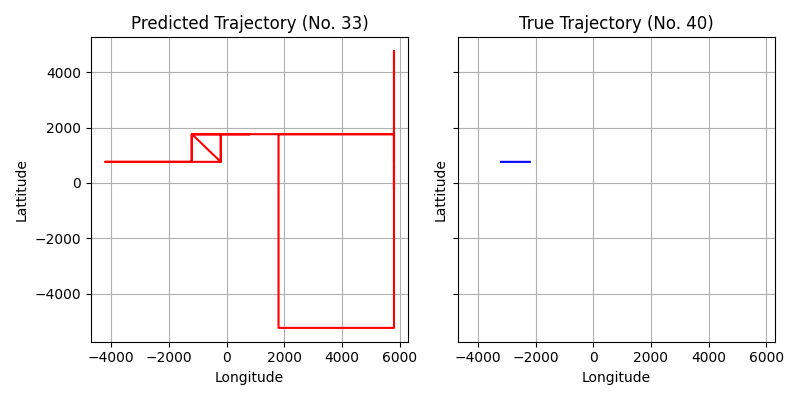 Predicted Trajectory (No. 33)
True Trajectory (No. 40)
4000
2000
0
−2000
−4000
Lattitude
Lattitude
−4000 −2000 0 2000 4000 6000
−4000 −2000 0 2000 4000 6000
Longitude
Longitude